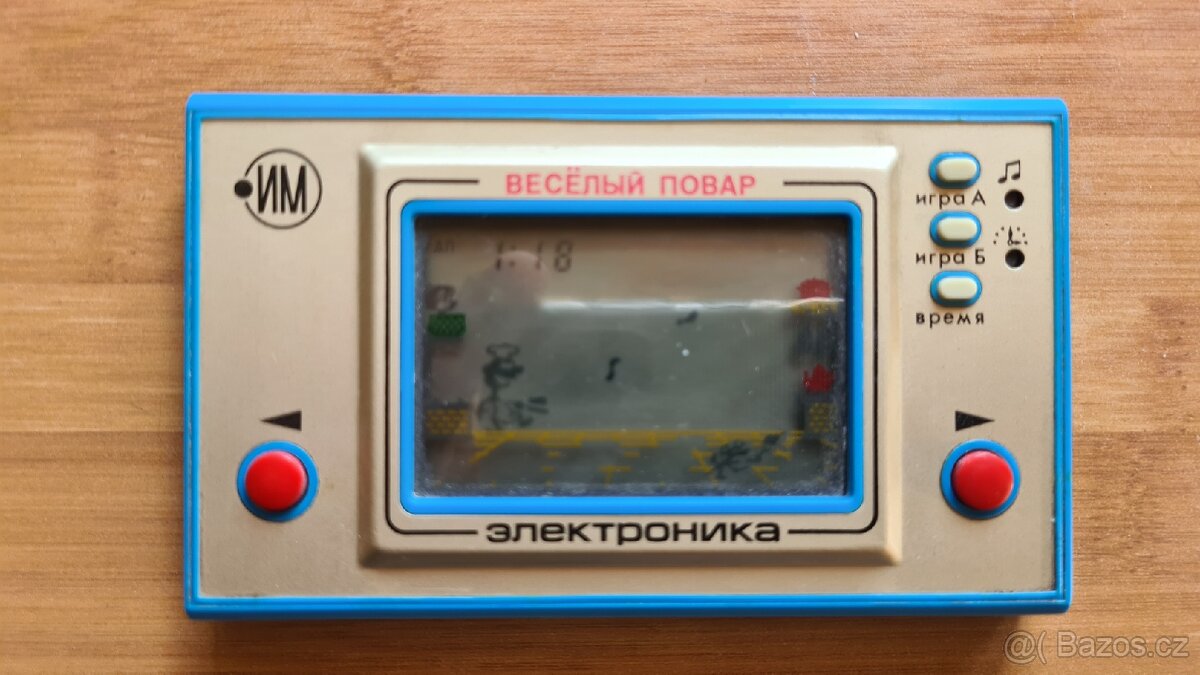 ИМ
ВЕСЁЛЫЙ ПОВАР
игра А
игра Б
время
1:18
электроника
@( Bazos.cz